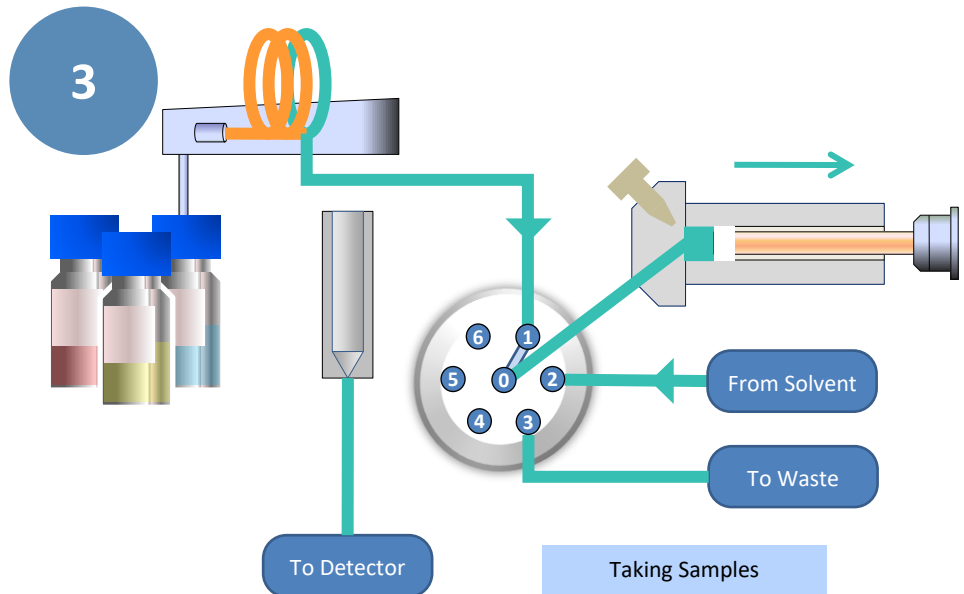 3
6
1
5
0
2
4
3
From Solvent
To Waste
To Detector
Taking Samples